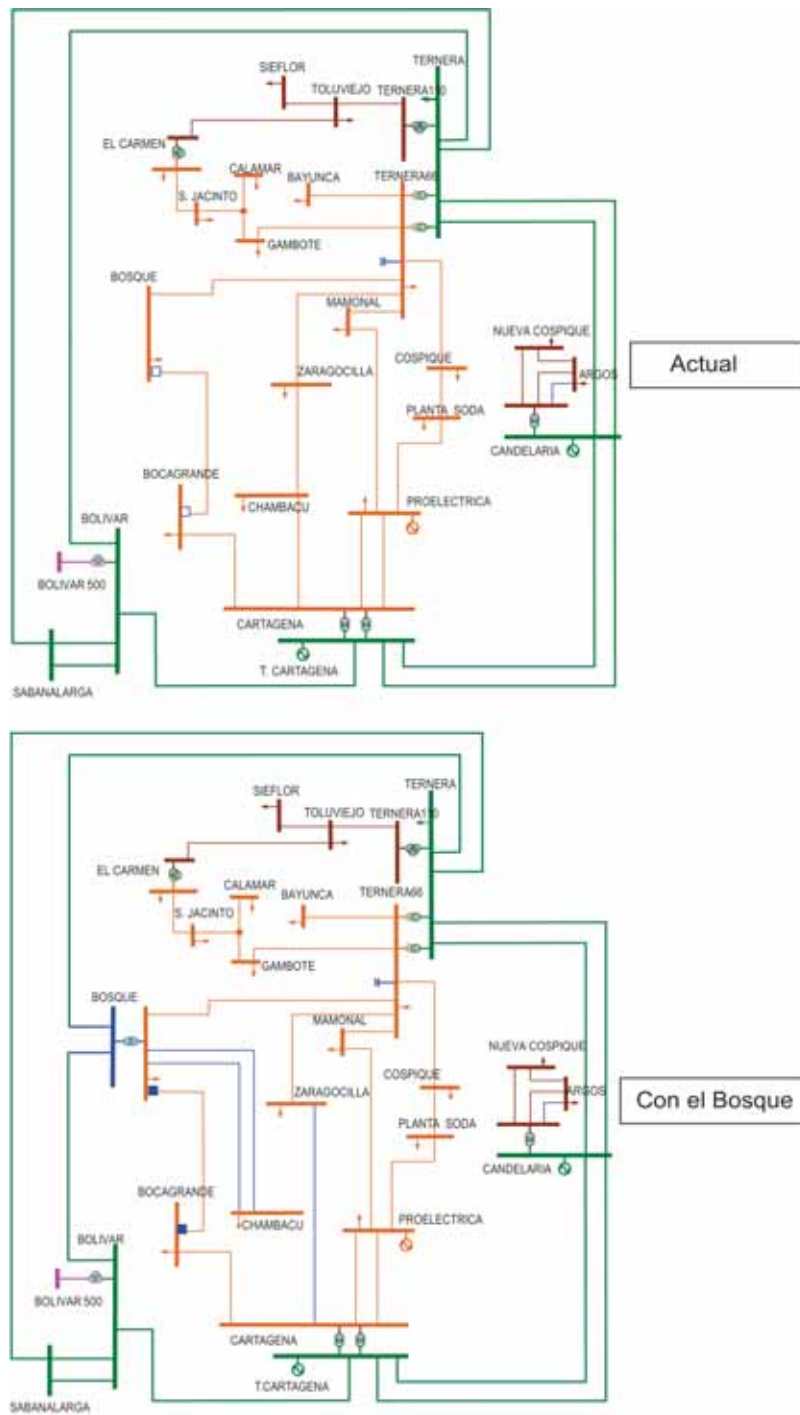 TERNERA
SIEFLOR
TOLUVIEJO
TERNERA110
EL CARMEN
CALAMAR
BAYUNCA
TERNERA66
S. JACINTO
GAMBOTE
BOSQUE
MAMONAL
NUEVA COSPIQUE
Actual
ZARAGOCILLA
COSPIQUE
ARGOS
PLANTA SODA
CANDELARIA
BOCAGRANDE
CHAMBACU
PROELECTRICA
BOLIVAR
BOLIVAR 500
CARTAGENA
T. CARTAGENA
SABANALARGA
TERNERA
SIEFLOR
TOLUVIEJO
TERNERA110
EL CARMEN
CALAMAR
BAYUNCA
TERNERA66
S. JACINTO
GAMBOTE
BOSQUE
MAMONAL
NUEVA COSPIQUE
COSPIQUE
ZARAGOCILLA
ARGOS
Con el Bosque
PLANTA SODA
CANDELARIA
BOCAGRANDE
CHAMBACU
PROELECTRICA
BOLIVAR
BOLIVAR 500
CARTAGENA
T.CARTAGENA
SABANALARGA